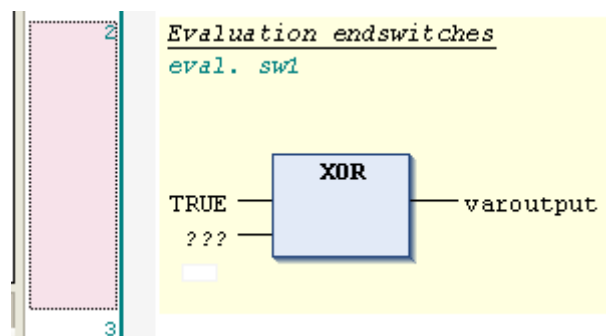 2
Evaluation endswitches
eval. sw1
XOR
TRUE
varoutput
???
3